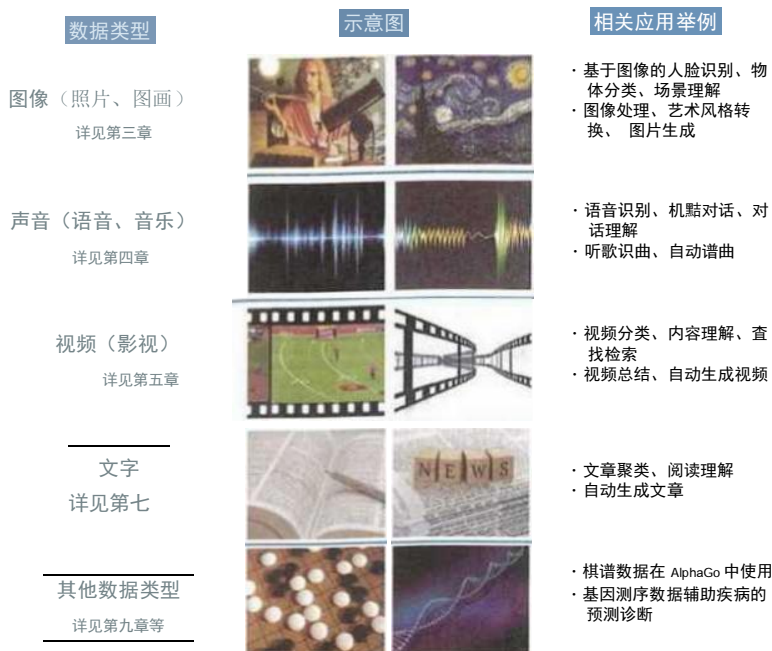 数据类型
示意图
相关应用举例
图像（照片、图画）
详见第三章
· 基于图像的人脸识别、物
体分类、场景理解
· 图像处理、艺术风格转
换、 图片生成
声音（语音、音乐）
详见第四章
· 语音识别、机黠对话、对
话理解
· 听歌识曲、自动谱曲
视频（影视）
详见第五章
· 视频分类、内容理解、査
找检索
· 视频总结、自动生成视频
文字
详见第七
NEWS
· 文章聚类、阅读理解
· 自动生成文章
其他数据类型
详见第九章等
· 棋谱数据在 AlphaGo 中使用
· 基因测序数据辅助疾病的
预测诊断